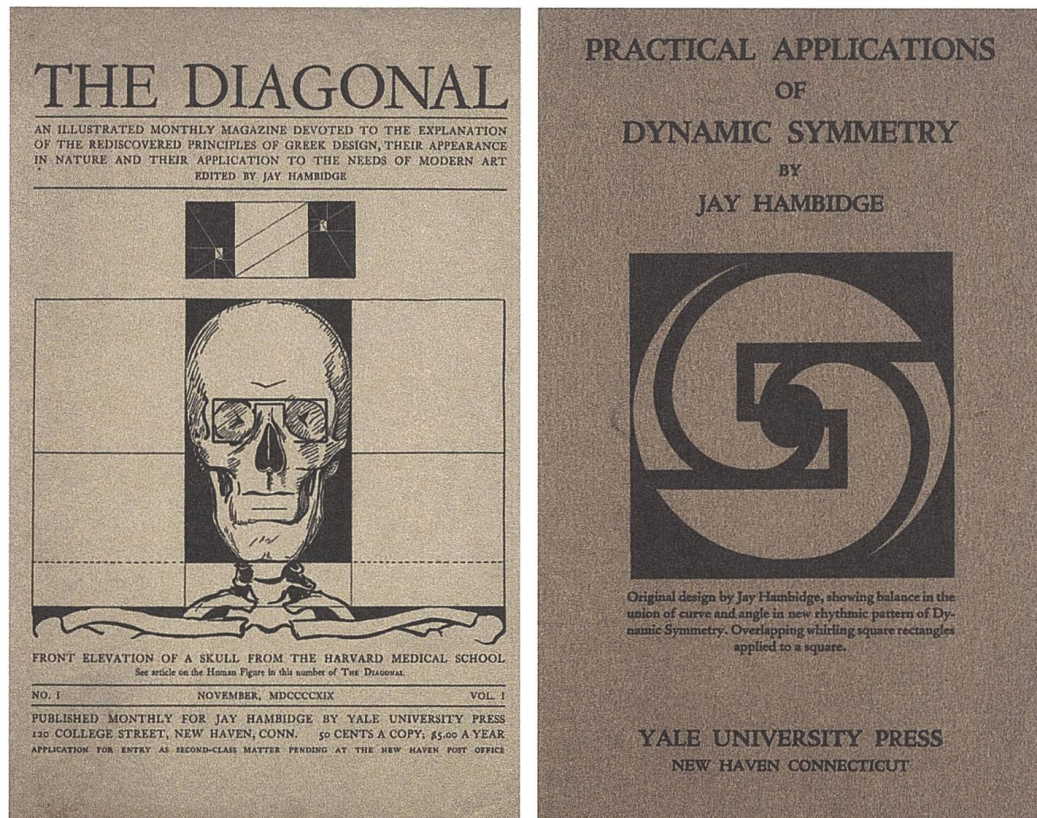 THE DIAGONAL
AN ILLUSTRATED MONTHLY MAGAZINE DEVOTED TO THE EXPLANATION
OF THE REDISCOVERED PRINCIPLES OF GREEK DESIGN, THEIR APPEARANCE
IN NATURE AND THEIR APPLICATION TO THE NEEDS OF MODERN ART
EDITED BY JAY HAMBIDGE
FRONT ELEVATION OF A SKULL FROM THE HARVARD MEDICAL SCHOOL
See article on the Human Figure in this number of THE DIAGONAL
NO. I NOVEMBER, MDCCCCXIX VOL. I
PUBLISHED MONTHLY FOR JAY HAMBIDGE BY YALE UNIVERSITY PRESS
120 COLLEGE STREET, NEW HAVEN, CONN. 50 CENTS A COPY; $5.00 A YEAR
APPLICATION FOR ENTRY AS SECOND-CLASS MATTER PENDING AT THE NEW HAVEN POST OFFICE
PRACTICAL APPLICATIONS
OF
DYNAMIC SYMMETRY
BY
JAY HAMBIDGE
Original design by Jay Hambidge, showing balance in the
union of curve and angle in new rhythmic pattern of Dy-
namic Symmetry. Overlapping whirling square rectangles
applied to a square.
YALE UNIVERSITY PRESS
NEW HAVEN CONNECTICUT